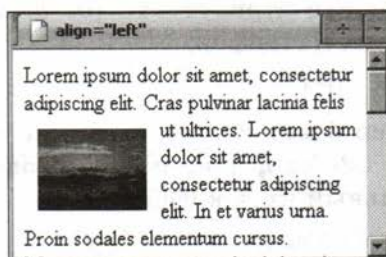 align="left"
Lorem ipsum dolor sit amet, consectetur
adipiscing elit. Cras pulvinar lacinia felis
ut ultrices. Lorem ipsum
dolor sit amet,
consectetur adipiscing
elit. In et varius urna.
Proin sodales elementum cursus.